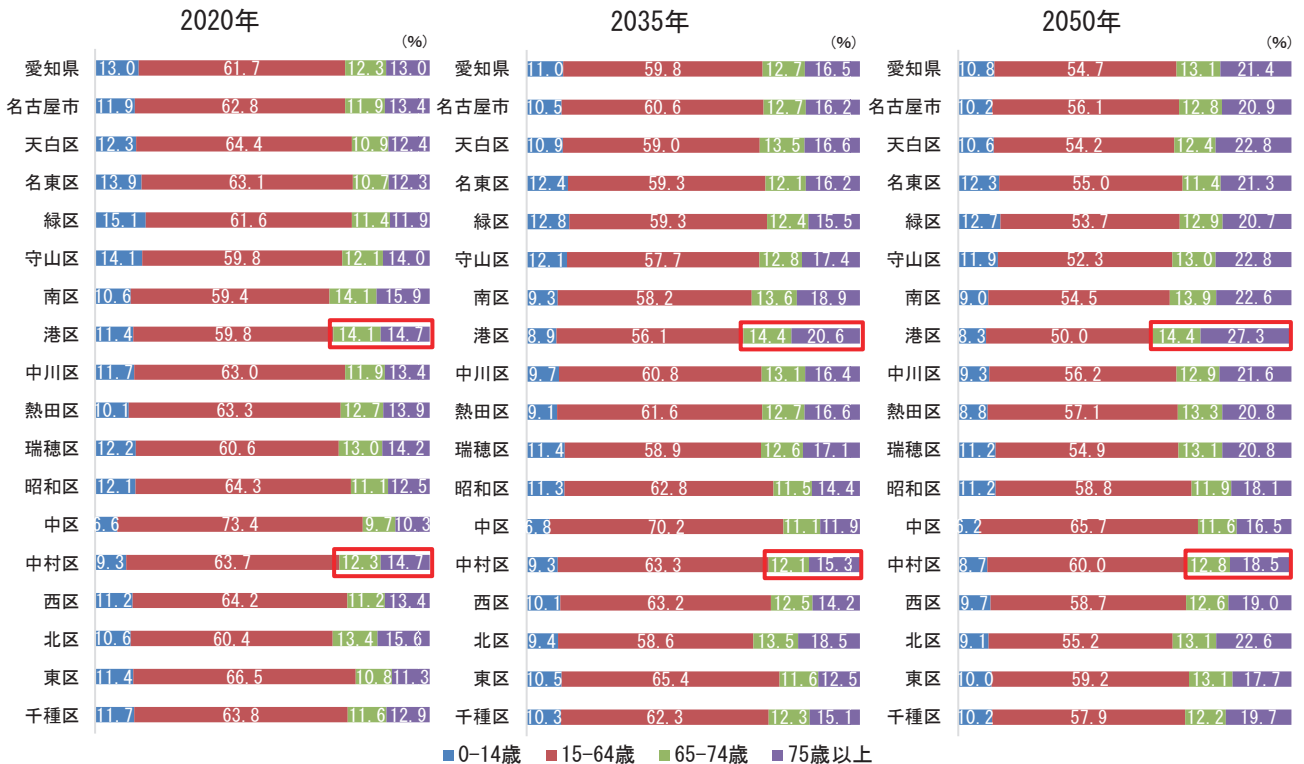 2020年 2035年 2050年
(%) (%) (%)
愛知県 13.0 61.7 12.3 13.0 愛知県 11.0 59.8 12.7 16.5 愛知県 10.8 54.7 13.1 21.4
名古屋市 11.9 62.8 11.9 13.4 名古屋市 10.5 60.6 12.7 16.2 名古屋市 10.2 56.1 12.8 20.9
天白区 12.3 64.4 10.9 12.4 天白区 10.9 59.0 13.5 16.6 天白区 10.6 54.2 12.4 22.8
名東区 13.9 63.1 10.7 12.3 名東区 12.4 59.3 12.1 16.2 名東区 12.3 55.0 11.4 21.3
緑区 15.1 61.6 11.4 11.9 緑区 12.8 59.3 12.4 15.5 緑区 12.7 53.7 12.9 20.7
守山区 14.1 59.8 12.1 14.0 守山区 12.1 57.7 12.8 17.4 守山区 11.9 52.3 13.0 22.8
南区 10.6 59.4 14.1 15.9 南区 9.3 58.2 13.6 18.9 南区 9.0 54.5 13.9 22.6
港区 11.4 59.8 14.1 14.7 港区 8.9 56.1 14.4 20.6 港区 8.3 50.0 14.4 27.3
中川区 11.7 63.0 11.9 13.4 中川区 9.7 60.8 13.1 16.4 中川区 9.3 56.2 12.9 21.6
熱田区 10.1 63.3 12.7 13.9 熱田区 9.1 61.6 12.7 16.6 熱田区 8.8 57.1 13.3 20.8
瑞穂区 12.2 60.6 13.0 14.2 瑞穂区 11.4 58.9 12.6 17.1 瑞穂区 11.2 54.9 13.1 20.8
昭和区 12.1 64.3 11.1 12.5 昭和区 11.3 62.8 11.5 14.4 昭和区 11.2 58.8 11.9 18.1
中区 6.6 73.4 9.7 10.3 中区 6.8 70.2 11.1 11.9 中区 6.2 65.7 11.6 16.5
中村区 9.3 63.7 12.3 14.7 中村区 9.3 63.3 12.1 15.3 中村区 8.7 60.0 12.8 18.5
西区 11.2 64.2 11.2 13.4 西区 10.1 63.2 12.5 14.2 西区 9.7 58.7 12.6 19.0
北区 10.6 60.4 13.4 15.6 北区 9.4 58.6 13.5 18.5 北区 9.1 55.2 13.1 22.6
東区 11.4 66.5 10.8 11.3 東区 10.5 65.4 11.6 12.5 東区 10.0 59.2 13.1 17.7
千種区 11.7 63.8 11.6 12.9 千種区 10.3 62.3 12.3 15.1 千種区 10.2 57.9 12.2 19.7
0-14歳 15-64歳 65-74歳 75歳以上